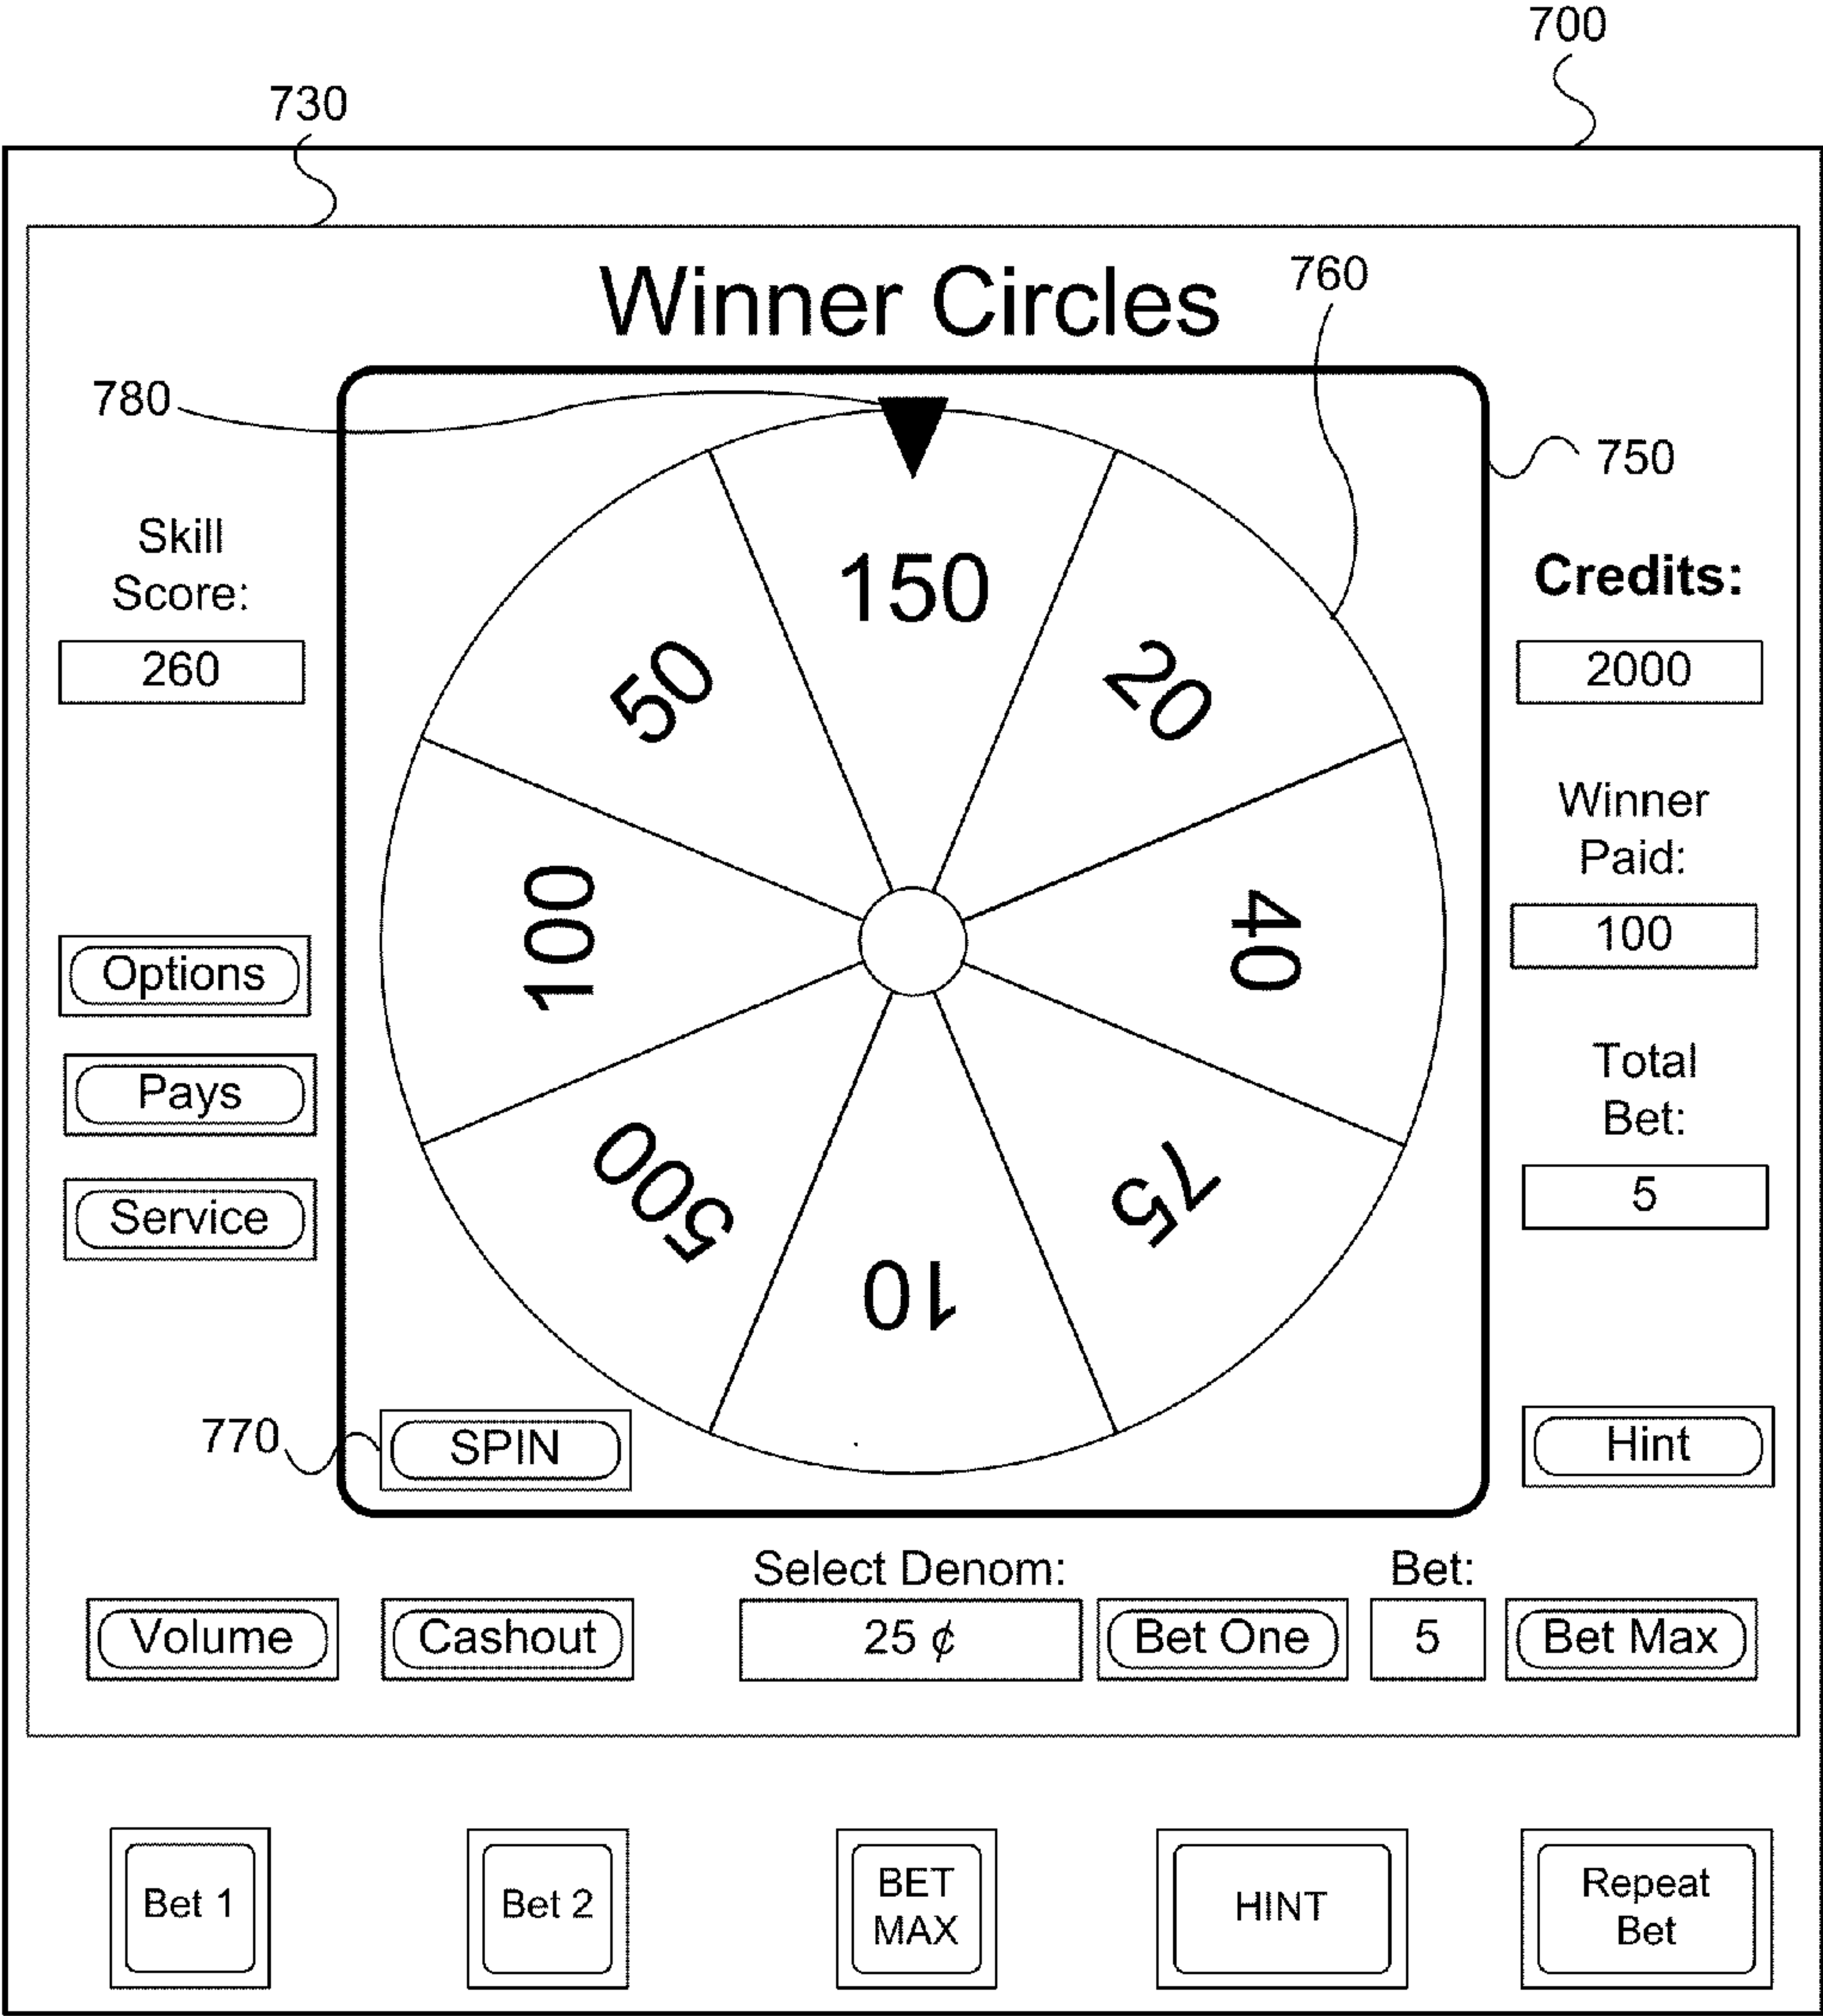 700
730
Winner Circles
760
780
750
Skill
Score:
260
Credits:
2000
Winner
Paid:
100
Total
Bet:
5
150
20
40
75
10
500
100
50
Options
Pays
Service
770
SPIN
Hint
Select Denom:
Bet:
Volume
Cashout
25 ¢
Bet One
5
Bet Max
Bet 1
Bet 2
BET
MAX
HINT
Repeat
Bet